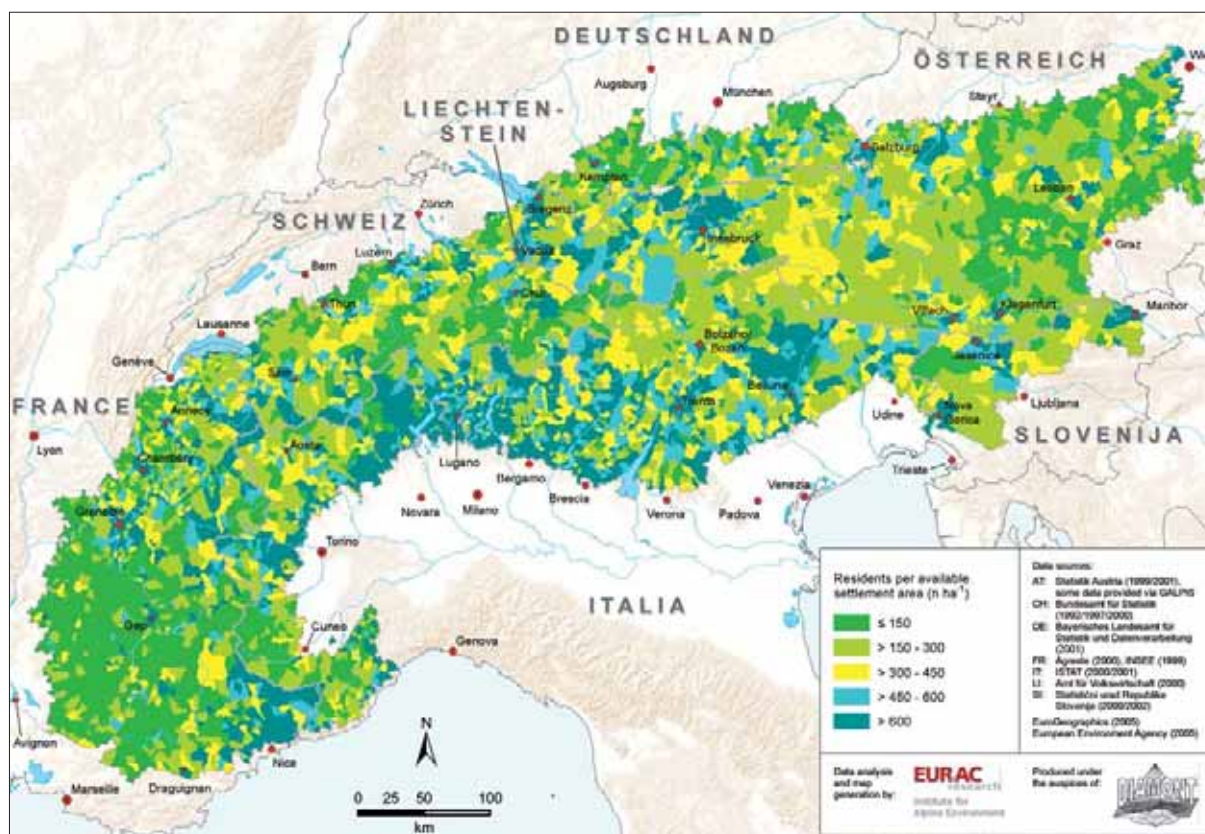 DEUTSCHLAND
ÖSTERREICH
Augsburg
München
Steyr
LIECHTEN-
STEIN
Salzburg
Kempten
Leoben
Zürich
Bregenz
SCHWEIZ
Innsbruck
Vaduz
Graz
Luzern
Bern
Chur
Thun
Villach
Klagenfurt
Maribor
Lausanne
Bolzano/
Bozen
Jesenice
Genève
Sion
Belluno
FRANCE
Annecy
Trento
Udine
Nova
Gorica
Ljubljana
Lyon
Aosta
SLOVENIJA
Chambéry
Lugano
Trieste
Bergamo
Grenoble
Novara
Milano
Brescia
Verona
Padova
Venezia
Torino
ITALIA
Gap
Cuneo
Genova
Avignon
Nice
Marseille
Draguignan
N
0 25 50 100
km
Residents per available
settlement area (n ha⁻¹)
≤ 150
> 150 - 300
> 300 - 450
> 450 - 600
> 600
Data sources:
AT: Statistik Austria (1999/2001),
some data provided via GALPIS
CH: Bundesamt für Statistik
(1992/1997/2000)
DE: Bayerisches Landesamt für
Statistik und Datenverarbeitung
(2001)
FR: Agreste (2000), INSEE (1999)
IT: ISTAT (2000/2001)
LI: Amt für Volkswirtschaft (2000)
SI: Statistični urad Republike
Slovenije (2000/2002)
EuroGeographics (2005)
European Environment Agency (2005)
Data analysis
and map
generation by:
EURAC
research
Institute for
Alpine Environment
Produced under
the auspices of:
DIAMONT